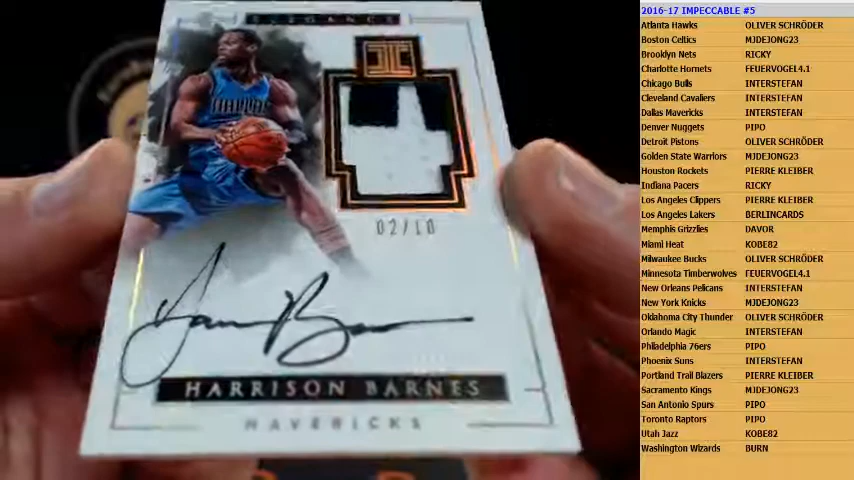 ELEGANCE
02/10
HARRISON BARNES
MAVERICKS
2016-17 IMPECCABLE #5
Atlanta Hawks OLIVER SCHRÖDER
Boston Celtics MJDEJONG23
Brooklyn Nets RICKY
Charlotte Hornets FEUERVOGEL4.1
Chicago Bulls INTERSTEFAN
Cleveland Cavaliers INTERSTEFAN
Dallas Mavericks INTERSTEFAN
Denver Nuggets PIPO
Detroit Pistons OLIVER SCHRÖDER
Golden State Warriors MJDEJONG23
Houston Rockets PIERRE KLEIBER
Indiana Pacers RICKY
Los Angeles Clippers PIERRE KLEIBER
Los Angeles Lakers BERLINCARDS
Memphis Grizzlies DAVOR
Miami Heat KOBE82
Milwaukee Bucks OLIVER SCHRÖDER
Minnesota Timberwolves FEUERVOGEL4.1
New Orleans Pelicans INTERSTEFAN
New York Knicks MJDEJONG23
Oklahoma City Thunder OLIVER SCHRÖDER
Orlando Magic INTERSTEFAN
Philadelphia 76ers PIPO
Phoenix Suns INTERSTEFAN
Portland Trail Blazers PIERRE KLEIBER
Sacramento Kings MJDEJONG23
San Antonio Spurs PIPO
Toronto Raptors PIPO
Utah Jazz KOBE82
Washington Wizards BURN